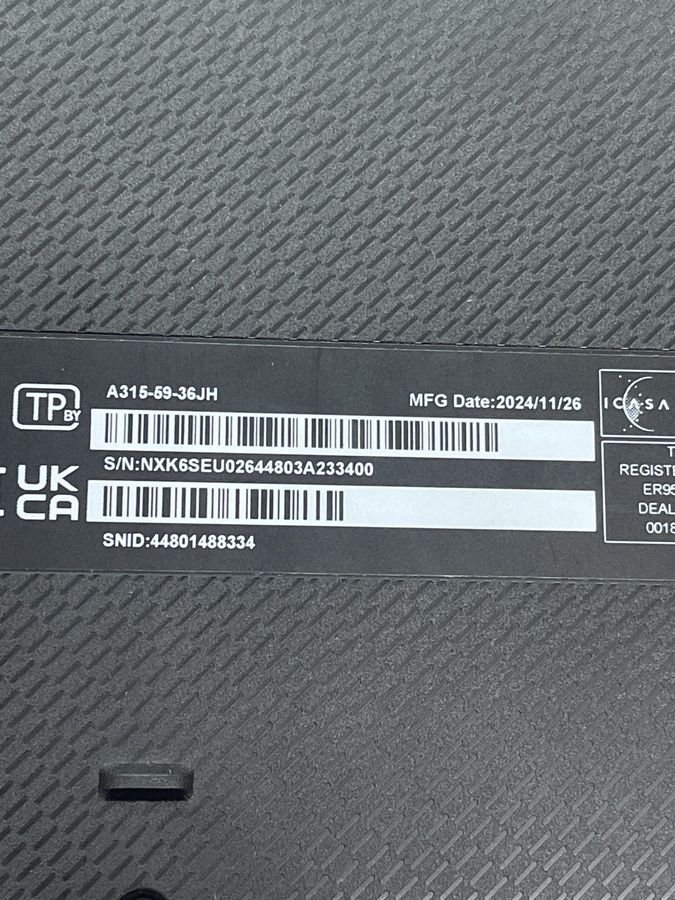 A315-59-36JH
MFG Date:2024/11/26
TP BY
ICASA
S/N:NXK6SEU02644803A233400
UK
CA
SNID:44801488334
T
REGISTE
ER95
DEAL
0018